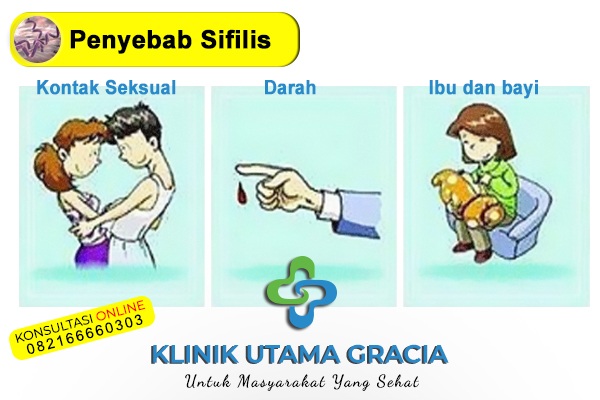 Penyebab Sifilis
Kontak Seksual
Darah
Ibu dan bayi
KONSULTASI ONLINE
082166660303
KLINIK UTAMA GRACIA
Untuk Masyarakat Yang Sehat